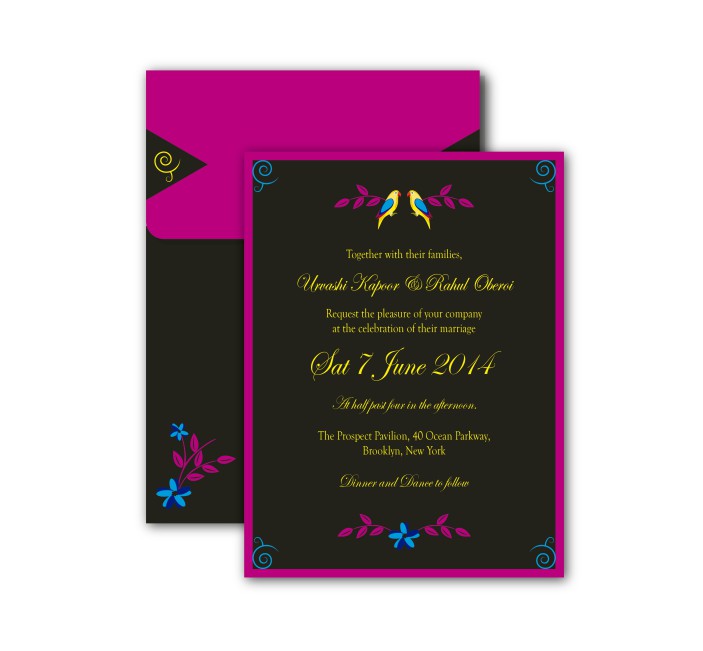 Together with their families,
Urvashi Kapoor & Rahul Oberoi
Request the pleasure of your company
at the celebration of their marriage
Sat 7 June 2014
At half past four in the afternoon.
The Prospect Pavilion, 40 Ocean Parkway,
Brooklyn, New York
Dinner and Dance to follow